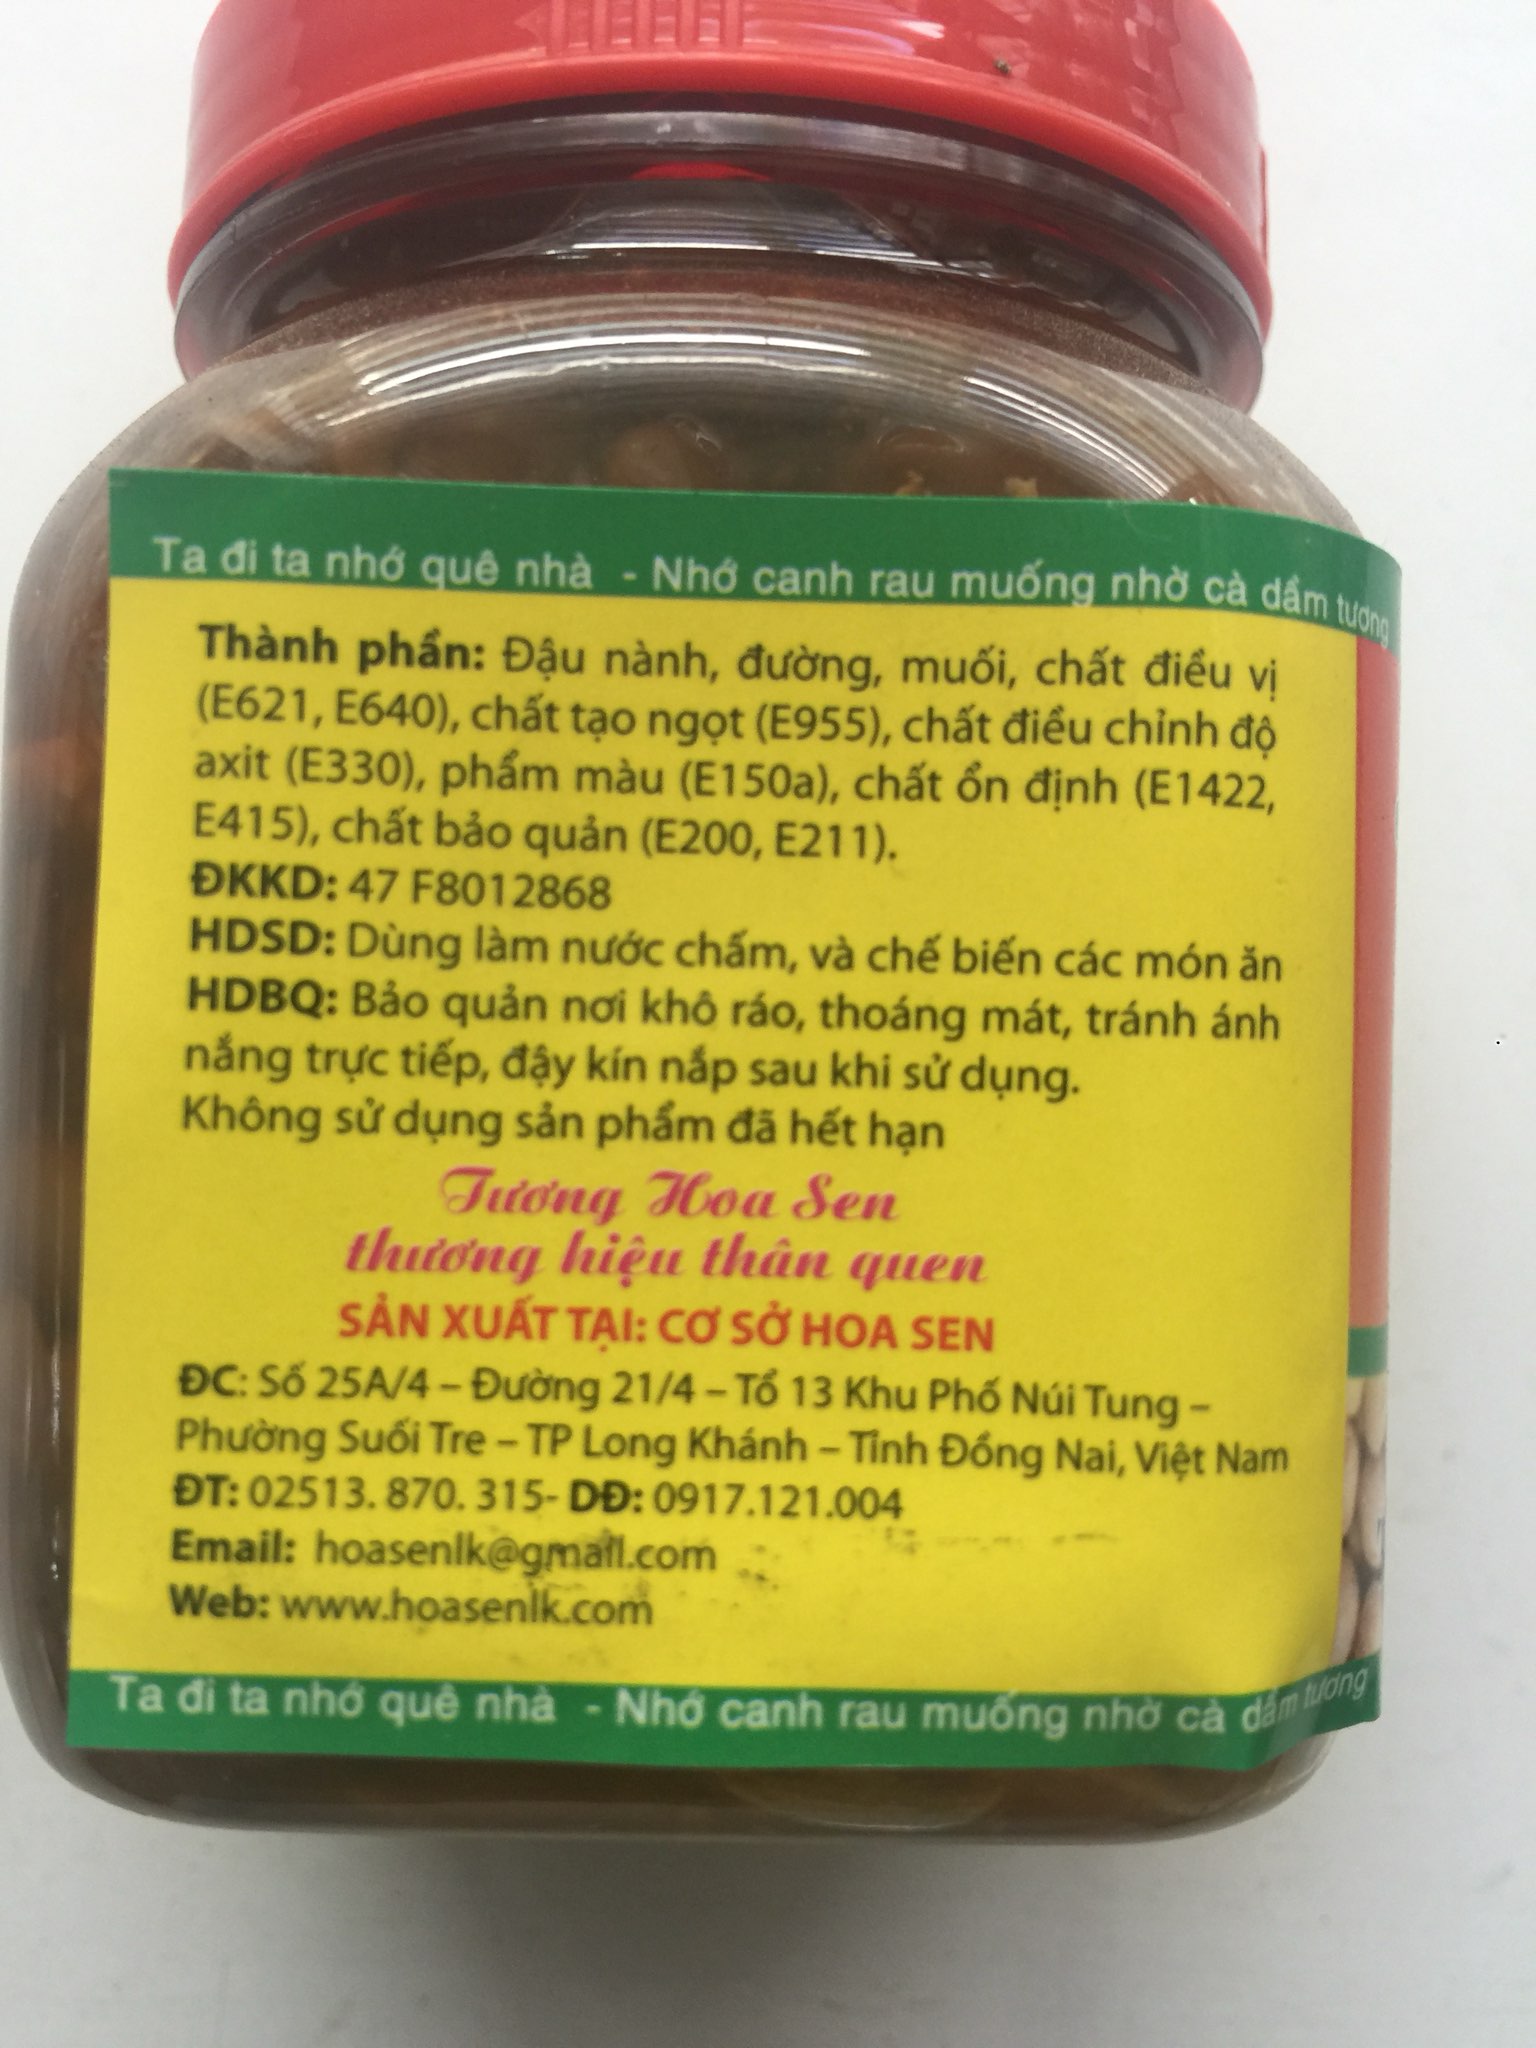 Ta đi ta nhớ quê nhà - Nhớ canh rau muống nhờ cà dầm tương
Thành phần: Đậu nành, đường, muối, chất điều vị
(E621, E640), chất tạo ngọt (E955), chất điều chỉnh độ
axit (E330), phẩm màu (E150a), chất ổn định (E1422,
E415), chất bảo quản (E200, E211).
ĐKKD: 47 F8012868
HDSD: Dùng làm nước chấm, và chế biến các món ăn
HDBQ: Bảo quản nơi khô ráo, thoáng mát, tránh ánh
nắng trực tiếp, đậy kín nắp sau khi sử dụng.
Không sử dụng sản phẩm đã hết hạn
Tương Hoa Sen
thương hiệu thân quen
SẢN XUẤT TẠI: CƠ SỞ HOA SEN
ĐC: Số 25A/4 – Đường 21/4 – Tổ 13 Khu Phố Núi Tung –
Phường Suối Tre – TP Long Khánh – Tỉnh Đồng Nai, Việt Nam
ĐT: 02513. 870. 315- DĐ: 0917.121.004
Email: hoasenlk@gmail.com
Web: www.hoasenlk.com
Ta đi ta nhớ quê nhà - Nhớ canh rau muống nhờ cà dầm tương